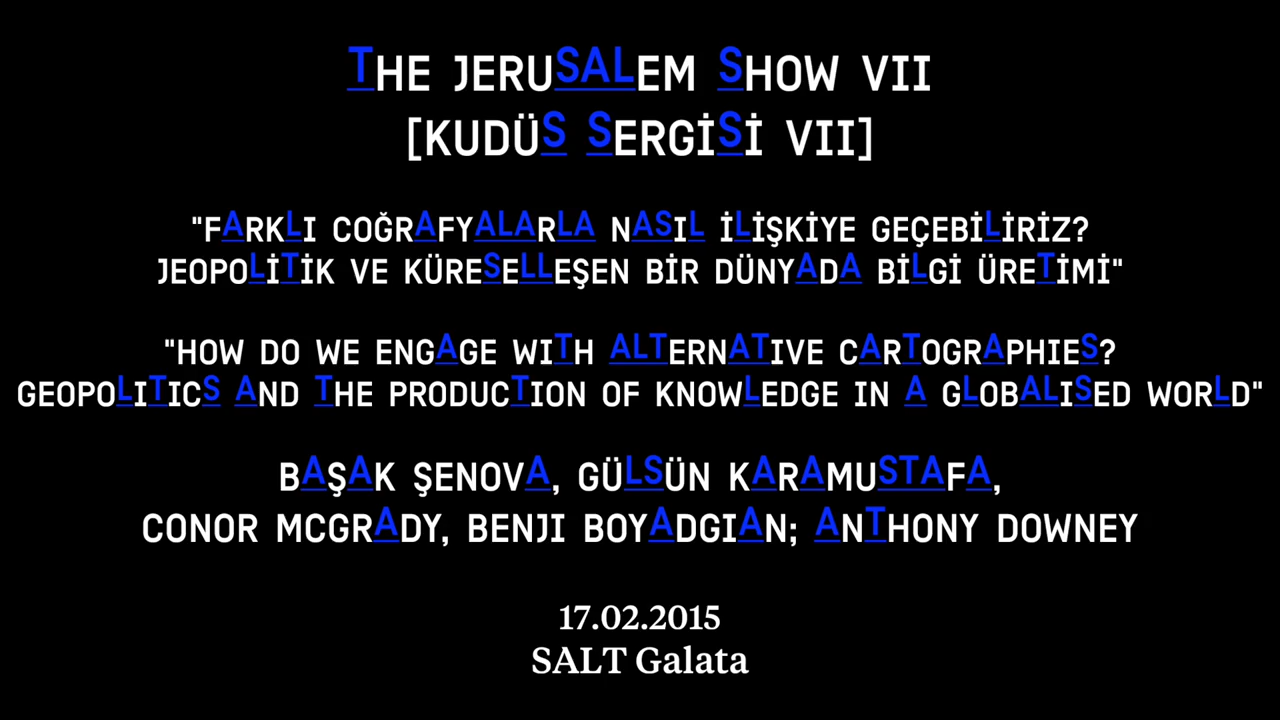 THE JERUSALEM SHOW VII
[KUDÜS SERGİSİ VII]
"FARKLI COĞRAFYALARLA NASIL İLİŞKİYE GEÇEBİLİRİZ?
JEOPOLİTİK VE KÜRESELLEŞEN BİR DÜNYADA BİLGİ ÜRETİMİ"
"HOW DO WE ENGAGE WITH ALTERNATIVE CARTOGRAPHIES?
GEOPOLITICS AND THE PRODUCTION OF KNOWLEDGE IN A GLOBALISED WORLD"
BAŞAK ŞENOVA, GÜLSÜN KARAMUSTAFA,
CONOR MCGRADY, BENJI BOYADGIAN; ANTHONY DOWNEY
17.02.2015
SALT Galata